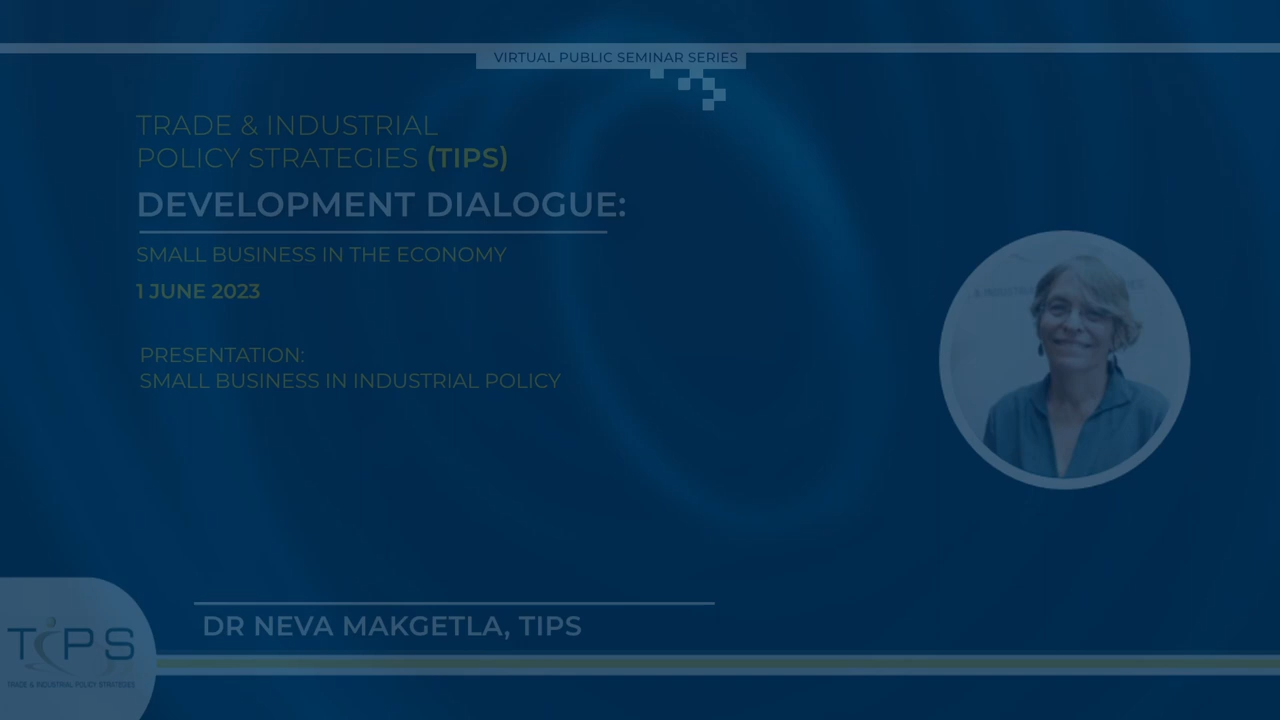 VIRTUAL PUBLIC SEMINAR SERIES
TRADE & INDUSTRIAL
POLICY STRATEGIES (TIPS)
DEVELOPMENT DIALOGUE:
SMALL BUSINESS IN THE ECONOMY
1 JUNE 2023
PRESENTATION:
SMALL BUSINESS IN INDUSTRIAL POLICY
DR NEVA MAKGETLA, TIPS
TIPS
TRADE & INDUSTRIAL POLICY STRATEGIES